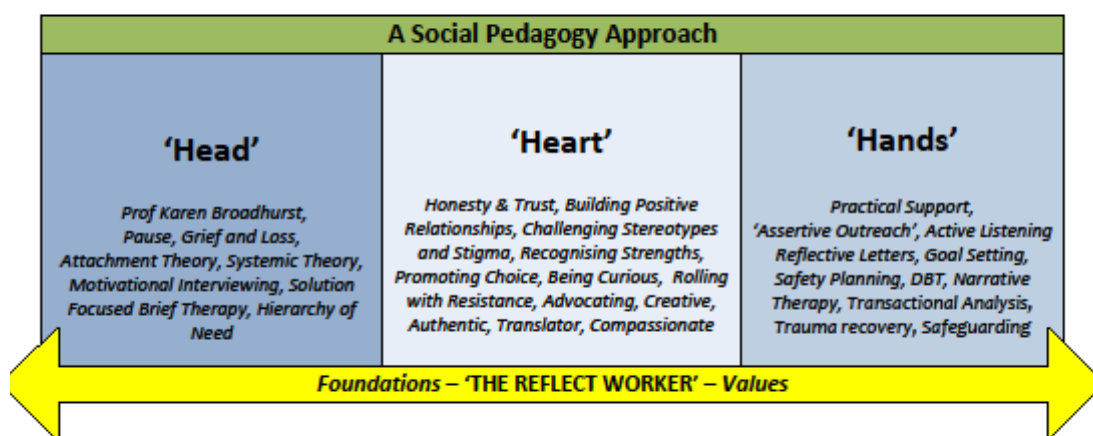 A Social Pedagogy Approach
‘Head’
Prof Karen Broadhurst,
Pause, Grief and Loss,
Attachment Theory, Systemic Theory,
Motivational Interviewing, Solution
Focused Brief Therapy, Hierarchy of
Need
‘Heart’
Honesty & Trust, Building Positive
Relationships, Challenging Stereotypes
and Stigma, Recognising Strengths,
Promoting Choice, Being Curious, Rolling
with Resistance, Advocating, Creative,
Authentic, Translator, Compassionate
‘Hands’
Practical Support,
‘Assertive Outreach’, Active Listening
Reflective Letters, Goal Setting,
Safety Planning, DBT, Narrative
Therapy, Transactional Analysis,
Trauma recovery, Safeguarding
Foundations – ‘THE REFLECT WORKER’ – Values